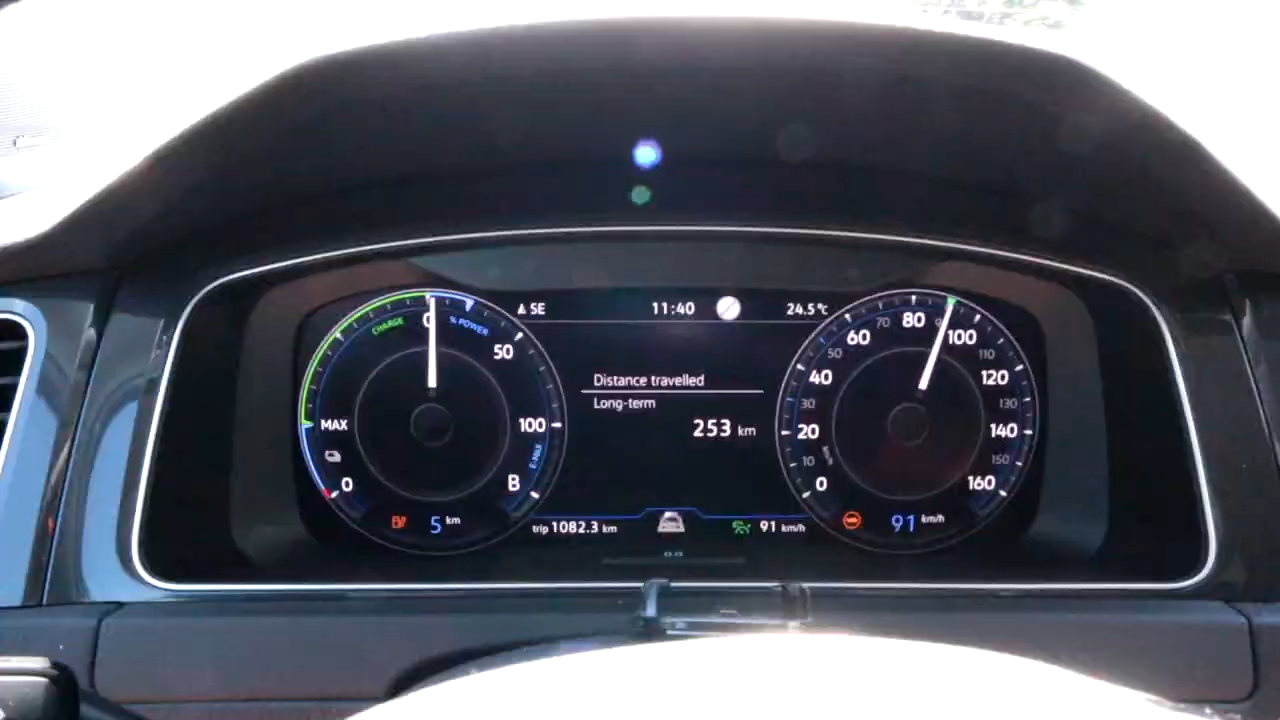 SE 11:40 24.5°C
CHARGE 0 % POWER
50
MAX 100
0 B
E-MAX
5 km
Distance travelled
Long-term
253 km
trip 1082.3 km 91 km/h
0 10 20 30 40 50 60 70 80 100 110 120 130 140 150 160
91 km/h